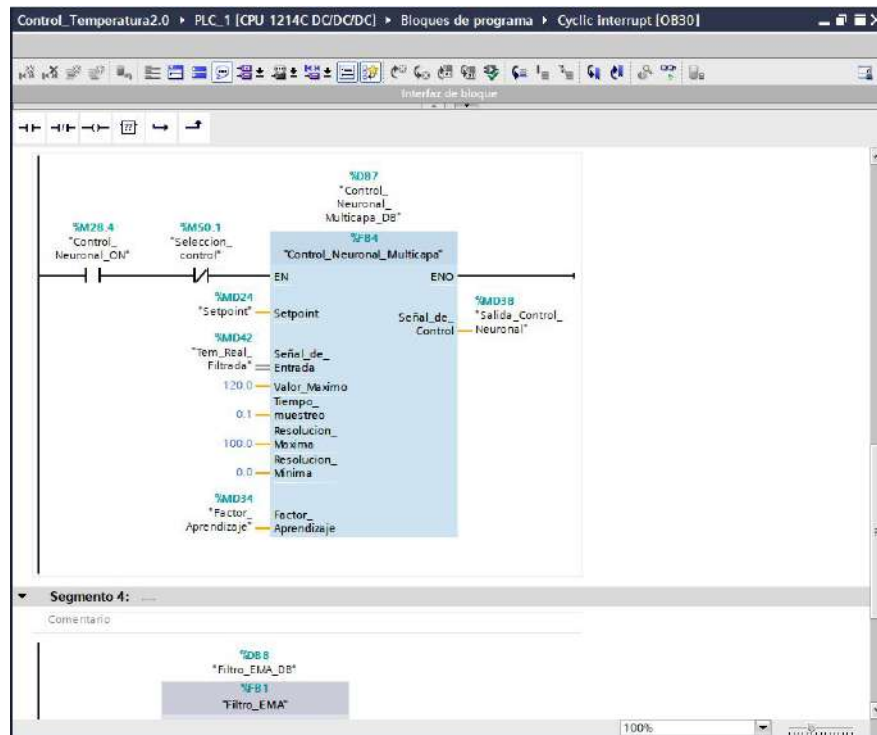 Control_Temperatura2.0 ▸ PLC_1 [CPU 1214C DC/DC/DC] ▸ Bloques de programa ▸ Cyclic interrupt [OB30]
Interfaz de bloque
??
%DB7
"Control_
Neuronal_
Multicapa_DB"
%M28.4
"Control_
Neuronal_ON"
%M50.1
"Seleccion_
control"
%FB4
"Control_Neuronal_Multicapa"
EN
ENO
%MD24
"Setpoint"
Setpoint
Señal_de_
Control
%MD38
"Salida_Control_
Neuronal"
%MD42
"Tem_Real_
Filtrada"
Señal_de_
Entrada
120.0
Valor_Maximo
0.1
Tiempo_
muestreo
100.0
Resolucion_
Maxima
0.0
Resolucion_
Minima
%MD34
"Factor_
Aprendizaje"
Factor_
Aprendizaje
Segmento 4: ....
Comentario
%DB8
"Filtro_EMA_DB"
%FB1
"Filtro_EMA"
100%